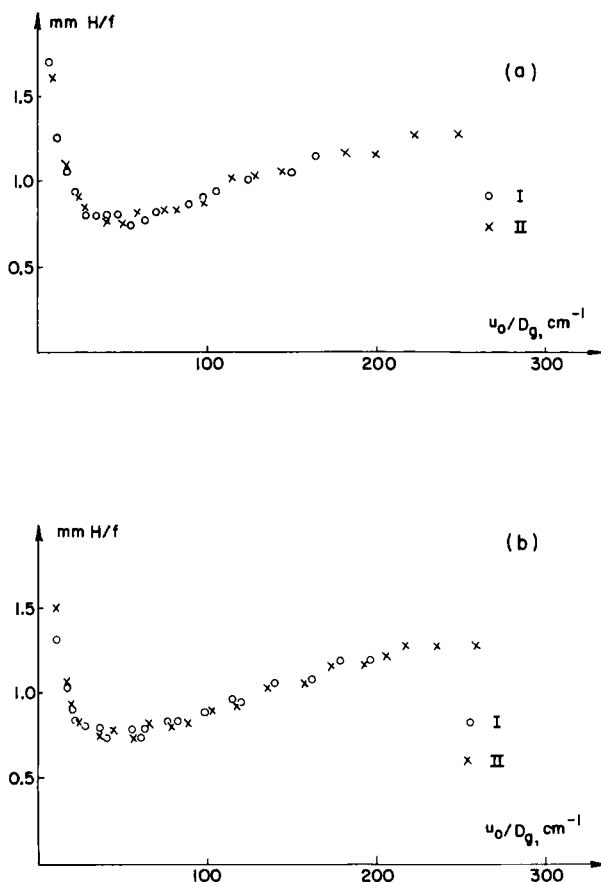 mm H/f
(a)
1.5
1.0
0.5
o I
x II
u₀/Dg, cm⁻¹
100
200
300
mm H/f
(b)
1.5
1.0
0.5
o I
x II
u₀/Dg, cm⁻¹
100
200
300